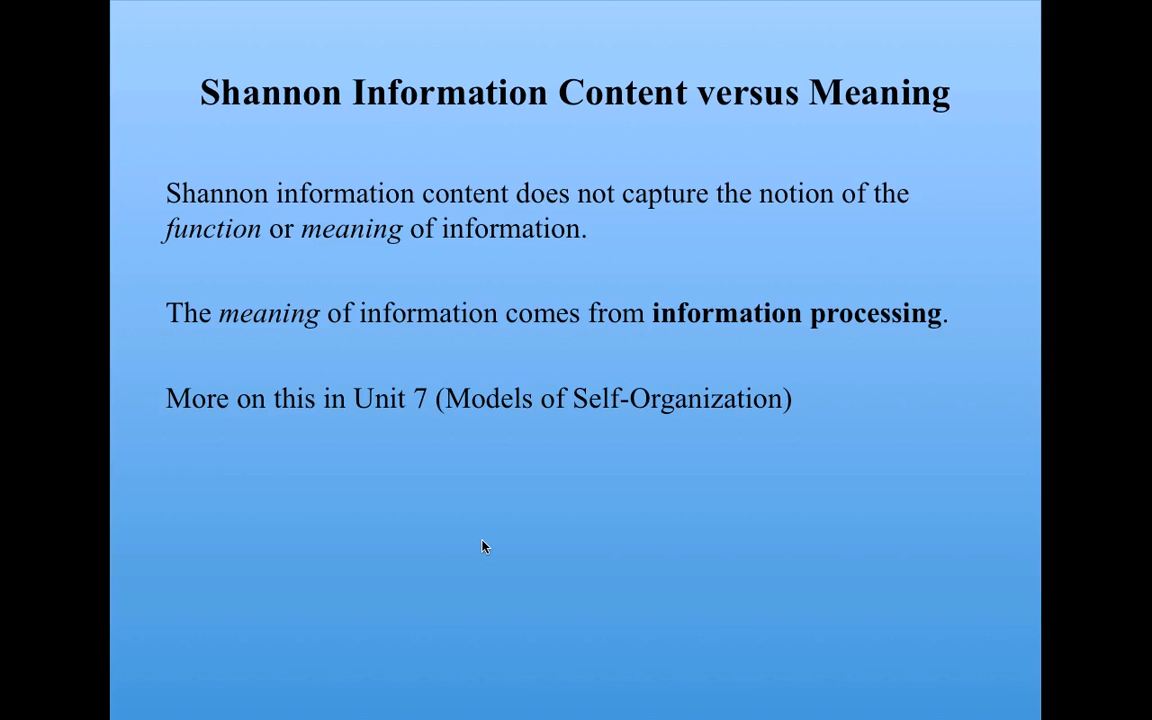 Shannon Information Content versus Meaning
Shannon information content does not capture the notion of the
function or meaning of information.
The meaning of information comes from information processing.
More on this in Unit 7 (Models of Self-Organization)